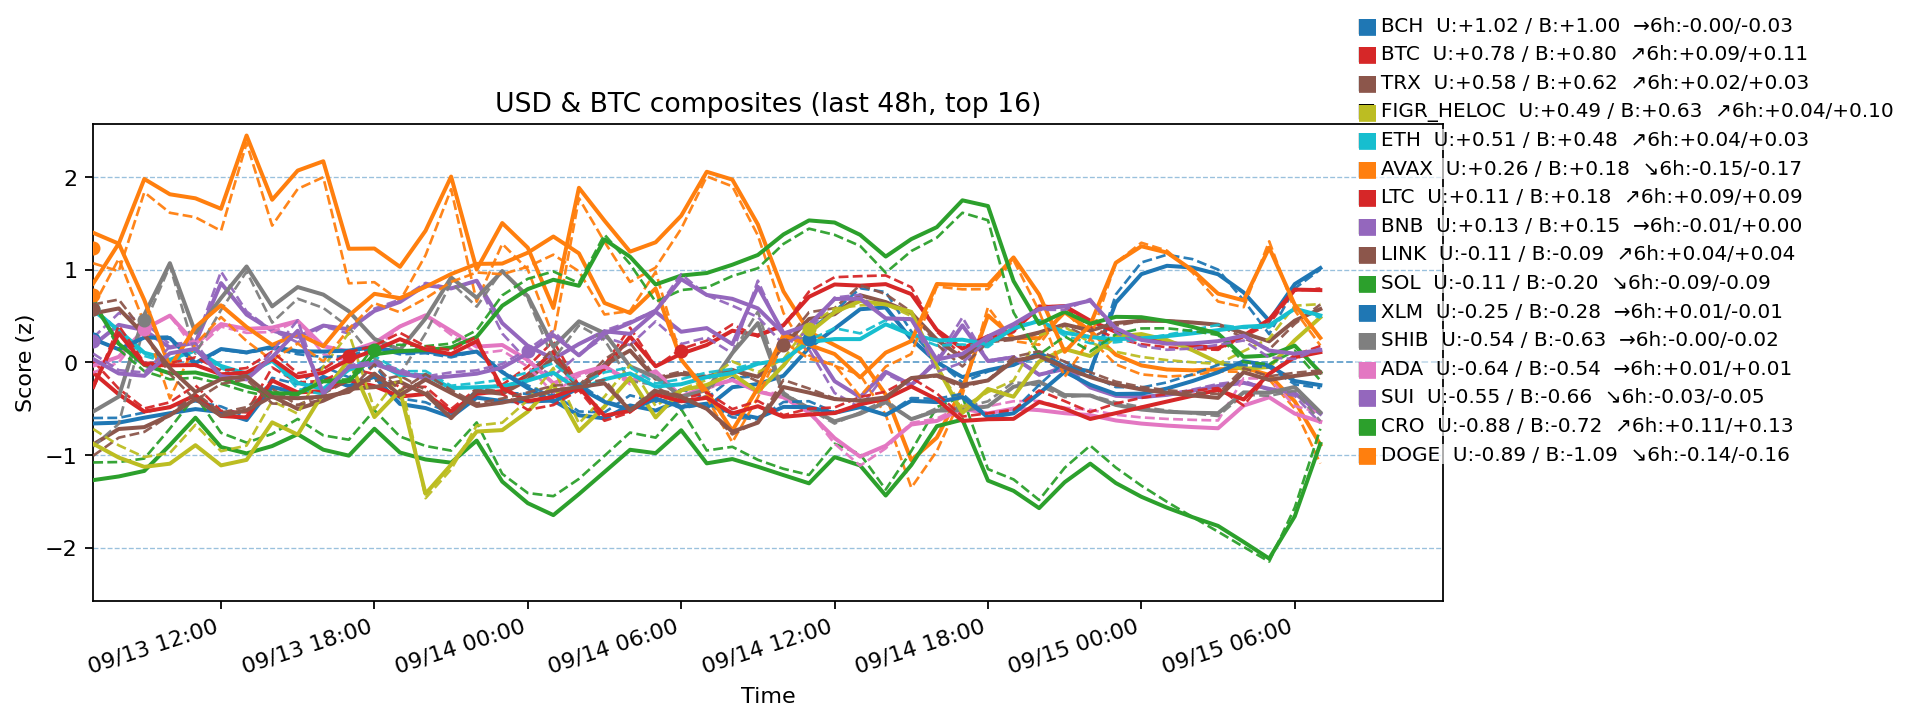 BCH  U:+1.02 / B:+1.00  →6h:-0.00/-0.03
BTC  U:+0.78 / B:+0.80  ↗6h:+0.09/+0.11
TRX  U:+0.58 / B:+0.62  ↗6h:+0.02/+0.03
FIGR_HELOC  U:+0.49 / B:+0.63  ↗6h:+0.04/+0.10
ETH  U:+0.51 / B:+0.48  ↗6h:+0.04/+0.03
AVAX  U:+0.26 / B:+0.18  ↘6h:-0.15/-0.17
LTC  U:+0.11 / B:+0.18  ↗6h:+0.09/+0.09
BNB  U:+0.13 / B:+0.15  →6h:-0.01/+0.00
LINK  U:-0.11 / B:-0.09  ↗6h:+0.04/+0.04
SOL  U:-0.11 / B:-0.20  ↘6h:-0.09/-0.09
XLM  U:-0.25 / B:-0.28  →6h:+0.01/-0.01
SHIB  U:-0.54 / B:-0.63  →6h:-0.00/-0.02
ADA  U:-0.64 / B:-0.54  →6h:+0.01/+0.01
SUI  U:-0.55 / B:-0.66  ↘6h:-0.03/-0.05
CRO  U:-0.88 / B:-0.72  ↗6h:+0.11/+0.13
DOGE  U:-0.89 / B:-1.09  ↘6h:-0.14/-0.16
USD & BTC composites (last 48h, top 16)
Score (z)
2
1
0
−1
−2
09/13 12:00
09/13 18:00
09/14 00:00
09/14 06:00
09/14 12:00
09/14 18:00
09/15 00:00
09/15 06:00
Time